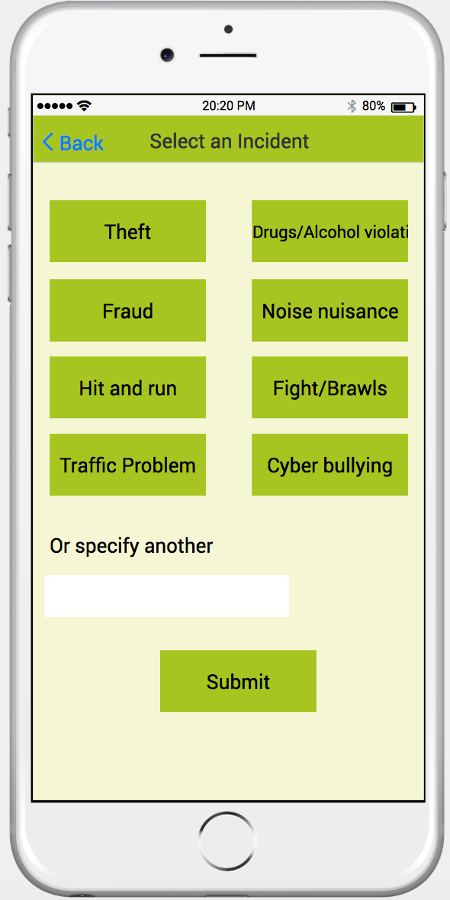 20:20 PM 80%
Back Select an Incident
Theft Drugs/Alcohol violati
Fraud Noise nuisance
Hit and run Fight/Brawls
Traffic Problem Cyber bullying
Or specify another
Submit